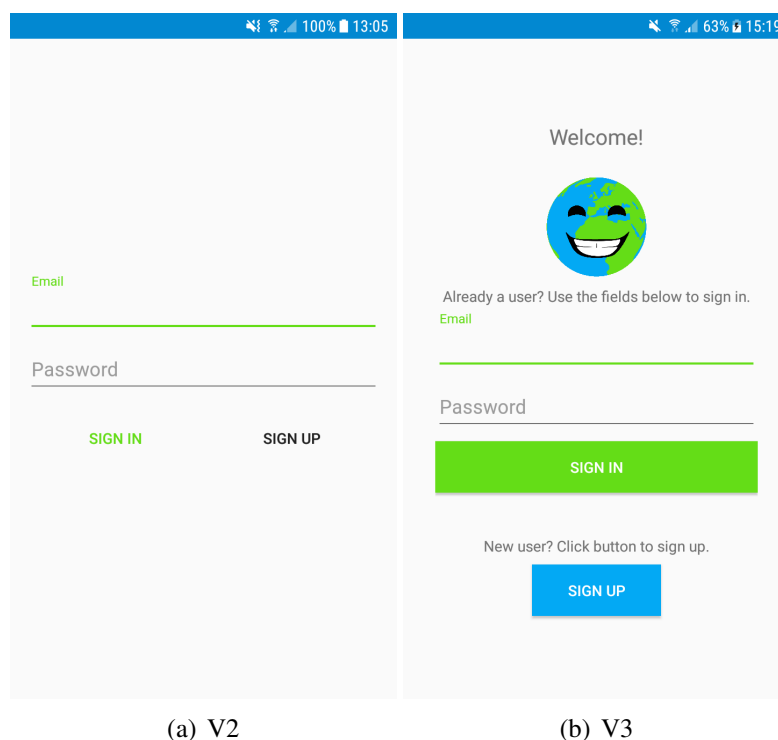 100% 13:05
Email
Password
SIGN IN SIGN UP
(a) V2
63% 15:19
Welcome!
Already a user? Use the fields below to sign in.
Email
Password
SIGN IN
New user? Click button to sign up.
SIGN UP
(b) V3